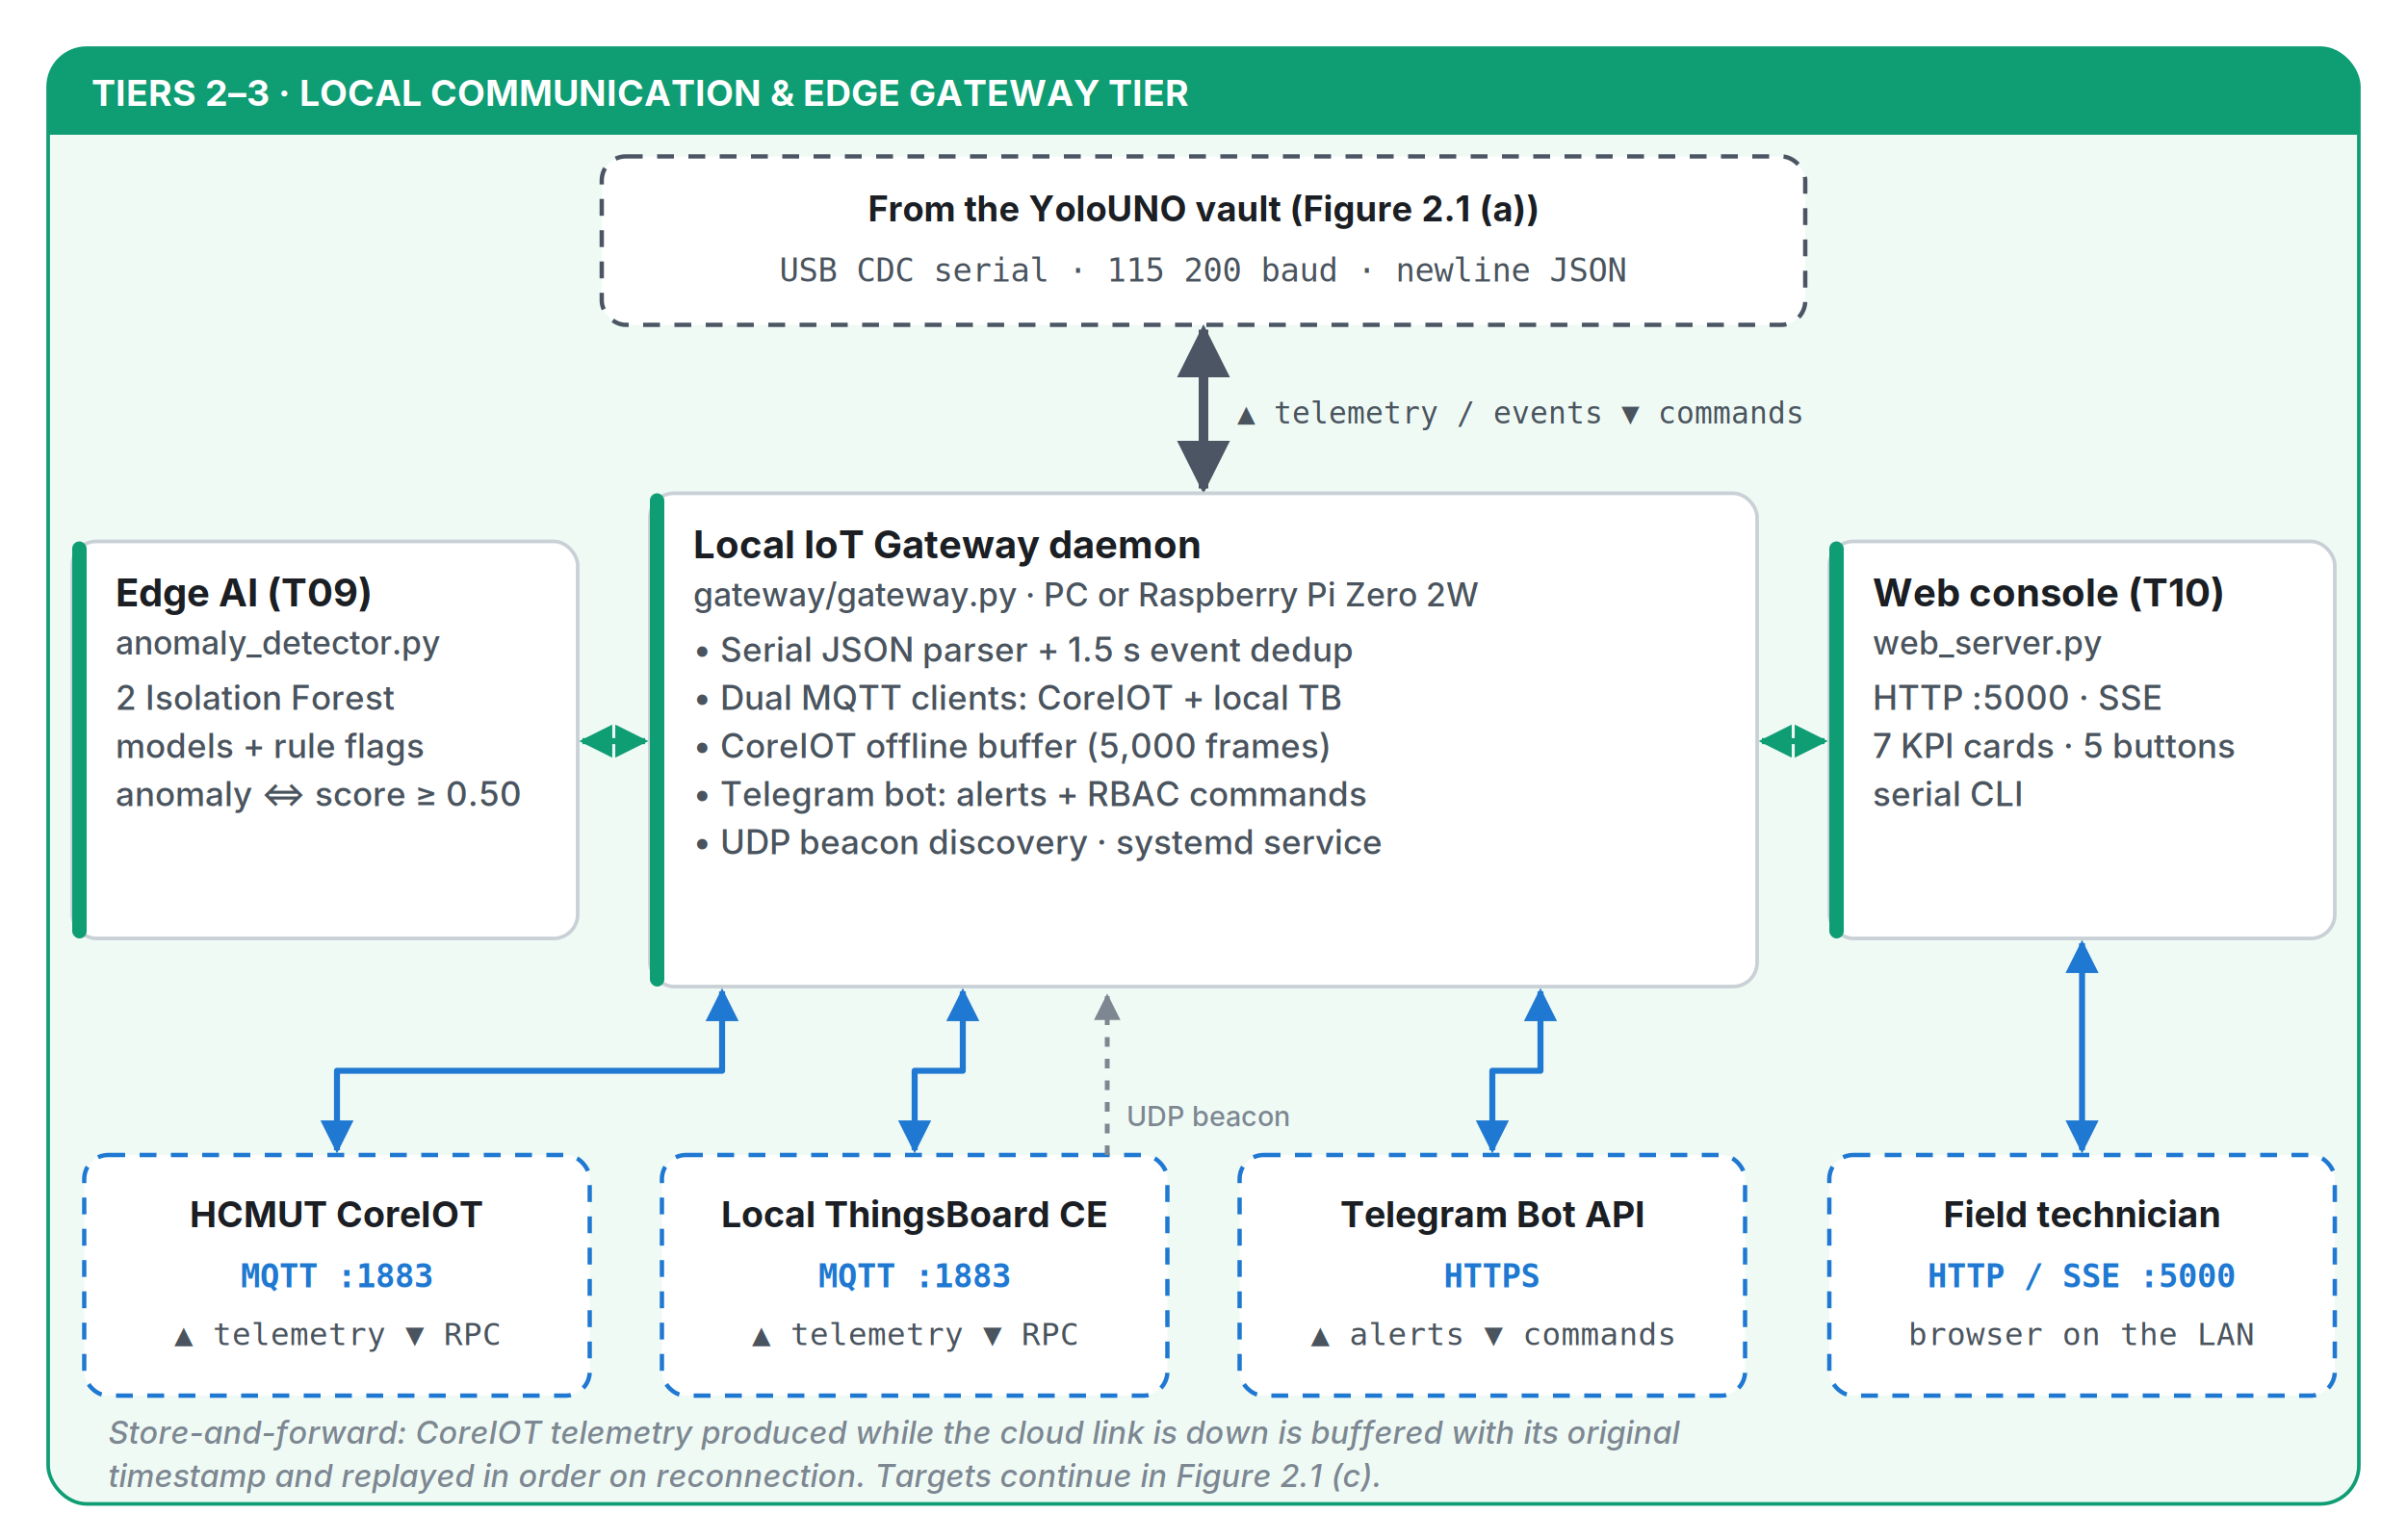 TIERS 2–3 · LOCAL COMMUNICATION & EDGE GATEWAY TIER
From the YoloUNO vault (Figure 2.1 (a))
USB CDC serial · 115 200 baud · newline JSON
▲ telemetry / events ▼ commands
Edge AI (T09)
anomaly_detector.py
2 Isolation Forest
models + rule flags
anomaly ⇔ score ≥ 0.50
Local IoT Gateway daemon
gateway/gateway.py · PC or Raspberry Pi Zero 2W
• Serial JSON parser + 1.5 s event dedup
• Dual MQTT clients: CoreIOT + local TB
• CoreIOT offline buffer (5,000 frames)
• Telegram bot: alerts + RBAC commands
• UDP beacon discovery · systemd service
Web console (T10)
web_server.py
HTTP :5000 · SSE
7 KPI cards · 5 buttons
serial CLI
UDP beacon
HCMUT CoreIOT
MQTT :1883
▲ telemetry ▼ RPC
Local ThingsBoard CE
MQTT :1883
▲ telemetry ▼ RPC
Telegram Bot API
HTTPS
▲ alerts ▼ commands
Field technician
HTTP / SSE :5000
browser on the LAN
Store-and-forward: CoreIOT telemetry produced while the cloud link is down is buffered with its original
timestamp and replayed in order on reconnection. Targets continue in Figure 2.1 (c).